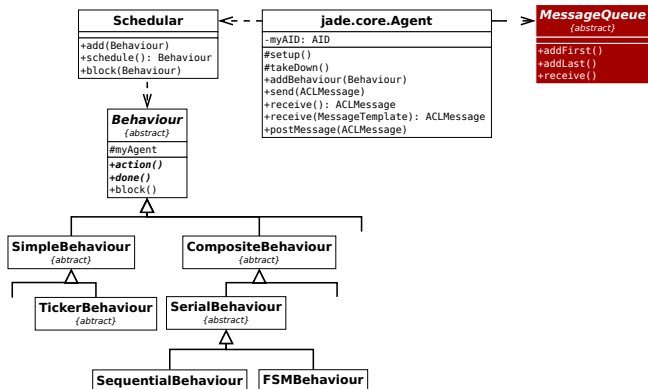 Schedular
+add(Behaviour)
+schedule(): Behaviour
+block(Behaviour)
jade.core.Agent
-myAID: AID
#setup()
#takeDown()
+addBehaviour(Behaviour)
+send(ACLMessage)
+receive(): ACLMessage
+receive(MessageTemplate): ACLMessage
+postMessage(ACLMessage)
MessageQueue
{abstract}
+addFirst()
+addLast()
+receive()
Behaviour
{abstract}
#myAgent
+action()
+done()
+block()
SimpleBehaviour
{abtract}
CompositeBehaviour
{abtract}
TickerBehaviour
{abtract}
SerialBehaviour
{abstract}
SequentialBehaviour
FSMBehaviour